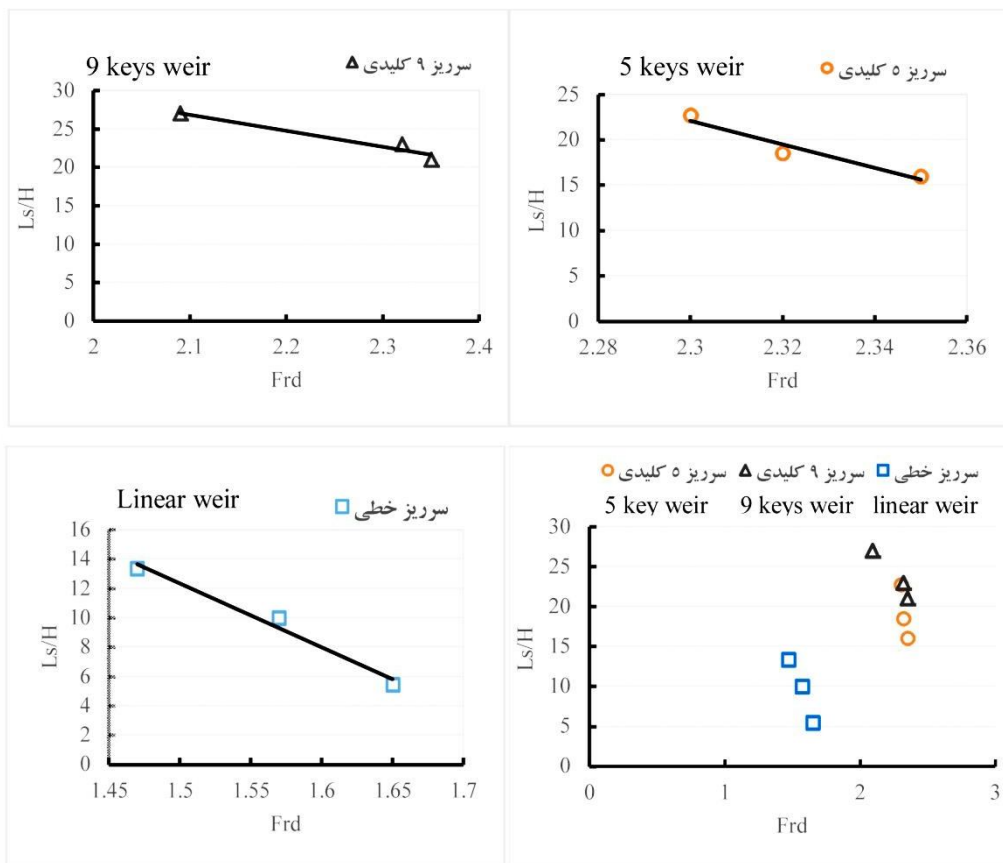 9 keys weir
سرریز ۹ کلیدی
30
25
20
15
10
5
0
Ls/H
2 2.1 2.2 2.3 2.4
Frd
5 keys weir
سرریز ۵ کلیدی
25
20
15
10
5
0
Ls/H
2.28 2.3 2.32 2.34 2.36
Frd
Linear weir
سرریز خطی
16
14
12
10
8
6
4
2
0
Ls/H
1.45 1.5 1.55 1.6 1.65 1.7
Frd
سرریز ۵ کلیدی سرریز ۹ کلیدی سرریز خطی
5 key weir 9 keys weir linear weir
30
25
20
15
10
5
0
Ls/H
0 1 2 3
Frd